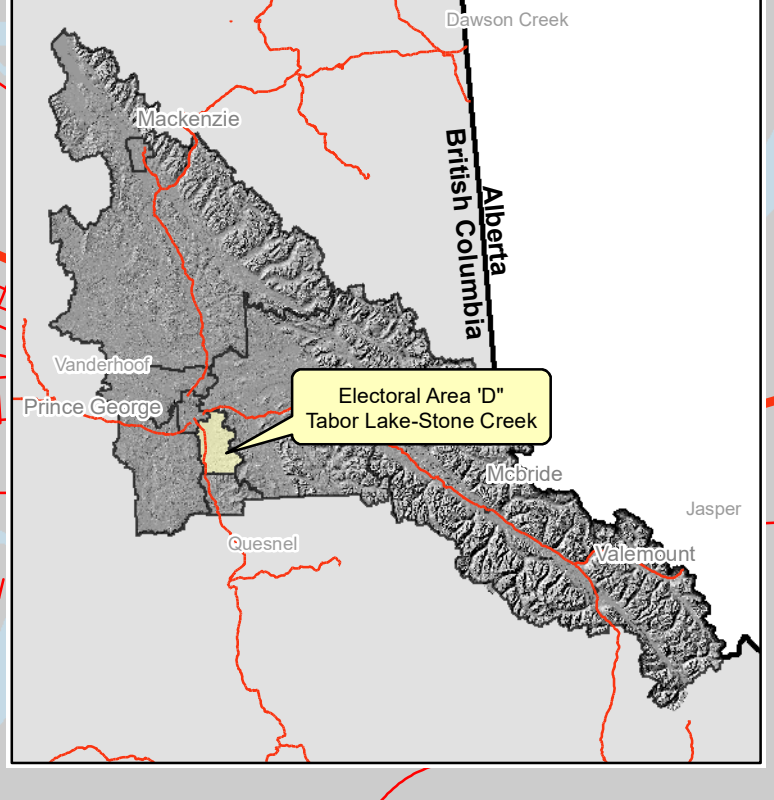 Dawson Creek
Mackenzie
British Columbia
Alberta
Vanderhoof
Prince George
Electoral Area 'D"
Tabor Lake-Stone Creek
Mcbride
Jasper
Quesnel
Valemount